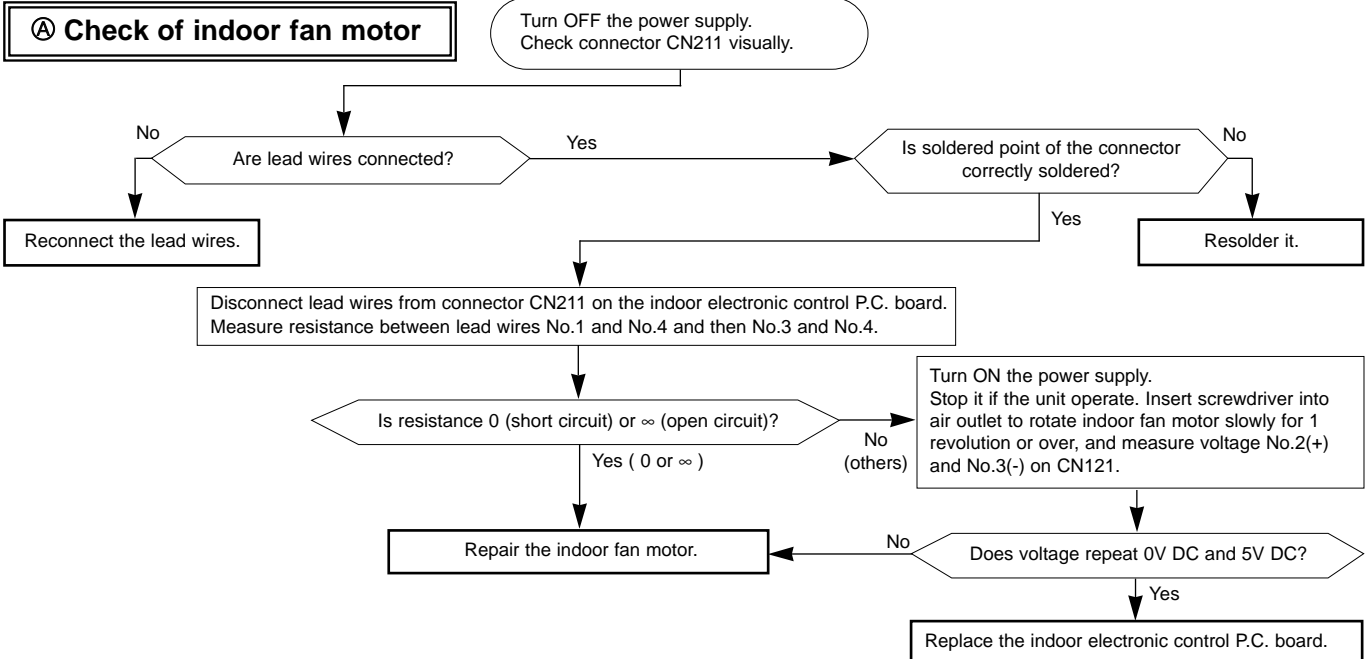 Ⓐ Check of indoor fan motor
Turn OFF the power supply.
Check connector CN211 visually.
No
Are lead wires connected?
Yes
Is soldered point of the connector
correctly soldered?
No
Reconnect the lead wires.
Yes
Resolder it.
Disconnect lead wires from connector CN211 on the indoor electronic control P.C. board.
Measure resistance between lead wires No.1 and No.4 and then No.3 and No.4.
Is resistance 0 (short circuit) or ∞ (open circuit)?
Yes ( 0 or ∞ )
No
(others)
Turn ON the power supply.
Stop it if the unit operate. Insert screwdriver into
air outlet to rotate indoor fan motor slowly for 1
revolution or over, and measure voltage No.2(+)
and No.3(-) on CN121.
Repair the indoor fan motor.
No
Does voltage repeat 0V DC and 5V DC?
Yes
Replace the indoor electronic control P.C. board.